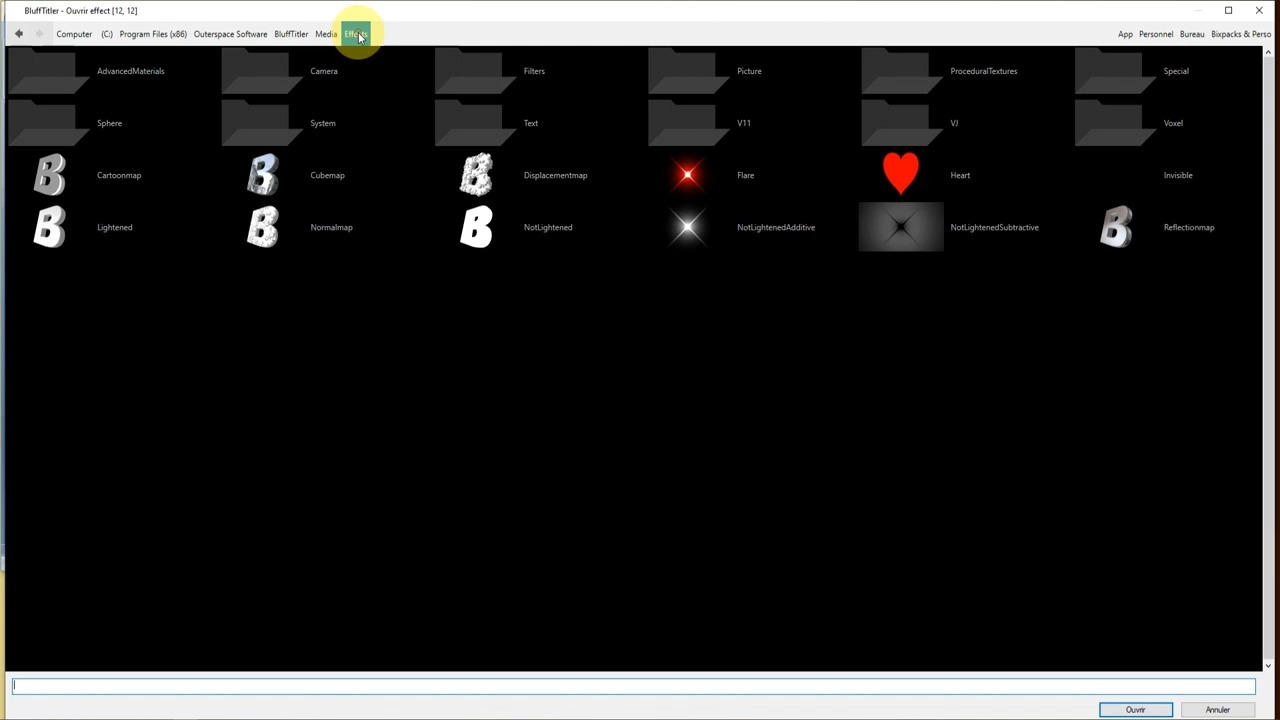 BluffTitler - Ouvrir effect [12, 12]
Computer (C:) Program Files (x86) Outerspace Software BluffTitler Media Effects App Personnel Bureau Bixpacks & Perso
AdvancedMaterials Camera Filters Picture ProceduralTextures Special
Sphere System Text V11 VJ Voxel
Cartoonmap Cubemap Displacementmap Flare Heart Invisible
Lightened Normalmap NotLightened NotLightenedAdditive NotLightenedSubtractive Reflectionmap
Ouvrir Annuler